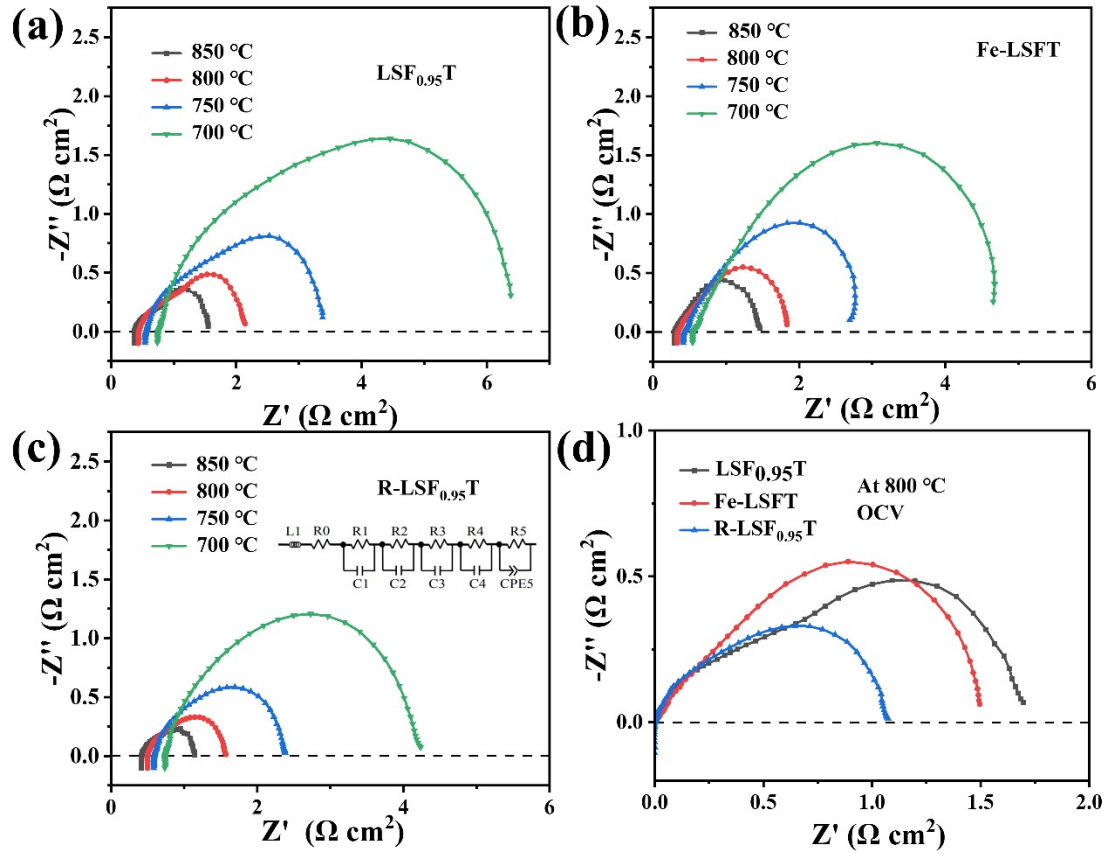 (a)
LSF₀.₉₅T
850 ℃
800 ℃
750 ℃
700 ℃
2.5
2.0
1.5
1.0
0.5
0.0
-Z'' (Ω cm²)
0
2
4
6
Z' (Ω cm²)
(b)
Fe-LSFT
850 ℃
800 ℃
750 ℃
700 ℃
2.5
2.0
1.5
1.0
0.5
0.0
-Z'' (Ω cm²)
0
2
4
6
Z' (Ω cm²)
(c)
R-LSF₀.₉₅T
850 ℃
800 ℃
750 ℃
700 ℃
L1 R0 R1 R2 R3 R4 R5
C1 C2 C3 C4 CPE5
2.5
2.0
1.5
1.0
0.5
0.0
-Z'' (Ω cm²)
0
2
4
6
Z' (Ω cm²)
(d)
LSF₀.₉₅T
Fe-LSFT
R-LSF₀.₉₅T
At 800 ℃
OCV
1.0
0.5
0.0
-Z'' (Ω cm²)
0.0
0.5
1.0
1.5
2.0
Z' (Ω cm²)